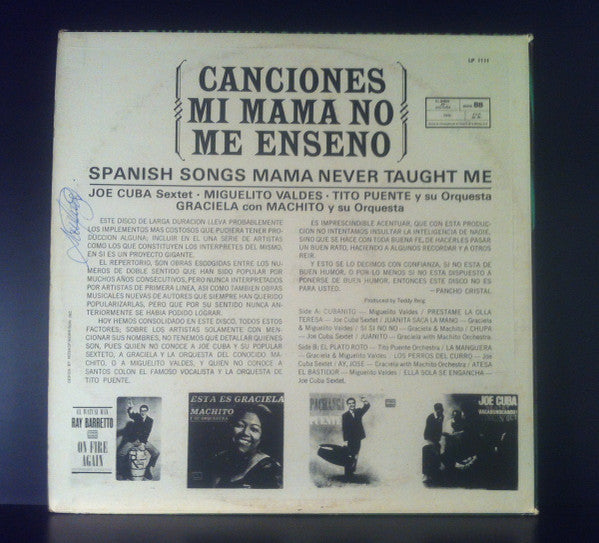 LP 1111
CANCIONES
MI MAMA NO
ME ENSENO
SERIE 88
SPANISH SONGS MAMA NEVER TAUGHT ME
JOE CUBA Sextet · MIGUELITO VALDES · TITO PUENTE y su Orquesta
GRACIELA con MACHITO y su Orquesta
ESTE DISCO DE LARGA DURACION LLEVA PROBABLEMENTE
LOS IMPLEMENTOS MAS COSTOSOS QUE PUDIERA TENER PRO-
DUCCION ALGUNA; INCLUIR EN UNA SERIE DE ARTISTAS
COMO LOS QUE CONSTITUYEN LOS INTERPRETES DEL MISMO,
EN SI ES UN PROYECTO GIGANTE.
EL REPERTORIO, SON OBRAS ESCOGIDAS ENTRE LOS NU-
MEROS DE DOBLE SENTIDO QUE HAN SIDO POPULAR POR
MUCHOS AÑOS CONSECUTIVOS, PERO NUNCA INTERPRETADOS
POR ARTISTAS DE PRIMERA LINEA, ASI COMO TAMBIEN OBRAS
MUSICALES NUEVAS DE AUTORES QUE SIEMPRE HAN QUERIDO
POPULARIZARLAS, PERO QUE POR SU SENTIDO NUNCA AN-
TERIORMENTE SE HABIA PODIDO LOGRAR.
HOY HEMOS CONSOLIDADO EN ESTE DISCO, TODOS ESTOS
FACTORES; SOBRE LOS ARTISTAS SOLAMENTE CON MEN-
CIONAR SUS NOMBRES, NO TENEMOS QUE DETALLAR QUIENES
SON, PUES QUIEN NO CONOCE A JOE CUBA Y SU POPULAR
SEXTETO, A GRACIELA Y LA ORQUESTA DEL CONOCIDO MA-
CHITO, O A MIGUELITO VALDES, Y QUIEN NO CONOCE A
SANTOS COLON EL FAMOSO VOCALISTA Y LA ORQUESTA DE
TITO PUENTE.
ES IMPRESCINDIBLE ACENTUAR, QUE CON ESTA PRODUC-
CION NO INTENTAMOS INSULTAR LA INTELIGENCIA DE NADIE,
SINO QUE SE HACE CON TODA BUENA FE, DE HACERLES PASAR
UN BUEN RATO, HACIENDO A ALGUNOS RECORDAR Y A OTROS
REIR.
Y ESTO SE LO DECIMOS CON CONFIANZA, SI NO ESTA DE
BUEN HUMOR, O POR LO MENOS SI NO ESTA DISPUESTO A
PONERSE DE BUEN HUMOR, ENTONCES ESTE DISCO NO ES
PARA USTED.
—PANCHO CRISTAL
Produced by Teddy Reig
Side A: CUBANITO — Miguelito Valdes / PRESTAME LA OLLA
TERESA — Joe Cuba Sextet / JUANITA SACA LA MANO — Graciela
& Miguelito Valdes / SI SI NO NO — Graciela & Machito / CHUPA
— Joe Cuba Sextet / JUANITO — Graciela with Machito Orchestra.
Side B: EL PLATO ROTO — Tito Puente Orchestra / LA MANGUERA
— Graciela & Miguelito Valdes / LOS PERROS DEL CURRO — Joe
Cuba Sextet / AY, JOSE — Graciela with Machito Orchestra / ATESA
EL BASTIDOR — Miguelito Valdes / ELLA SOLA SE ENGANCHA —
Joe Cuba Sextet.
EL WATUSI MAN
RAY BARRETTO
ON FIRE
AGAIN
ESTA ES GRACIELA
MACHITO
Y SU ORQUESTA
PUENTE
JOE CUBA
VAGABUNDEANDO!